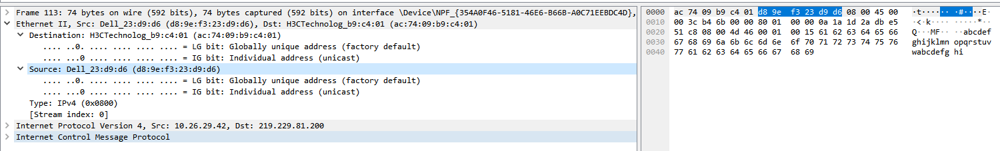 Frame 113: 74 bytes on wire (592 bits), 74 bytes captured (592 bits) on interface \Device\NPF_{354A0F46-5181-46E6-B66B-A0C71EEBDC4D},
Ethernet II, Src: Dell_23:d9:d6 (d8:9e:f3:23:d9:d6), Dst: H3CTechnolog_b9:c4:01 (ac:74:09:b9:c4:01)
Destination: H3CTechnolog_b9:c4:01 (ac:74:09:b9:c4:01)
.... ..0. .... .... .... .... = LG bit: Globally unique address (factory default)
.... ...0 .... .... .... .... = IG bit: Individual address (unicast)
Source: Dell_23:d9:d6 (d8:9e:f3:23:d9:d6)
.... ..0. .... .... .... .... = LG bit: Globally unique address (factory default)
.... ...0 .... .... .... .... = IG bit: Individual address (unicast)
Type: IPv4 (0x0800)
[Stream index: 0]
Internet Protocol Version 4, Src: 10.26.29.42, Dst: 219.229.81.200
Internet Control Message Protocol
0000 ac 74 09 b9 c4 01 d8 9e f3 23 d9 d6 08 00 45 00 ·t···· ·· ·#····E·
0010 00 3c b4 6b 00 00 80 01 00 00 0a 1a 1d 2a db e5 ·<·k···· ·····*··
0020 51 c8 08 00 4d 46 00 01 00 15 61 62 63 64 65 66 Q···MF·· ··abcdef
0030 67 68 69 6a 6b 6c 6d 6e 6f 70 71 72 73 74 75 76 ghijklmn opqrstuv
0040 77 61 62 63 64 65 66 67 68 69 wabcdefg hi